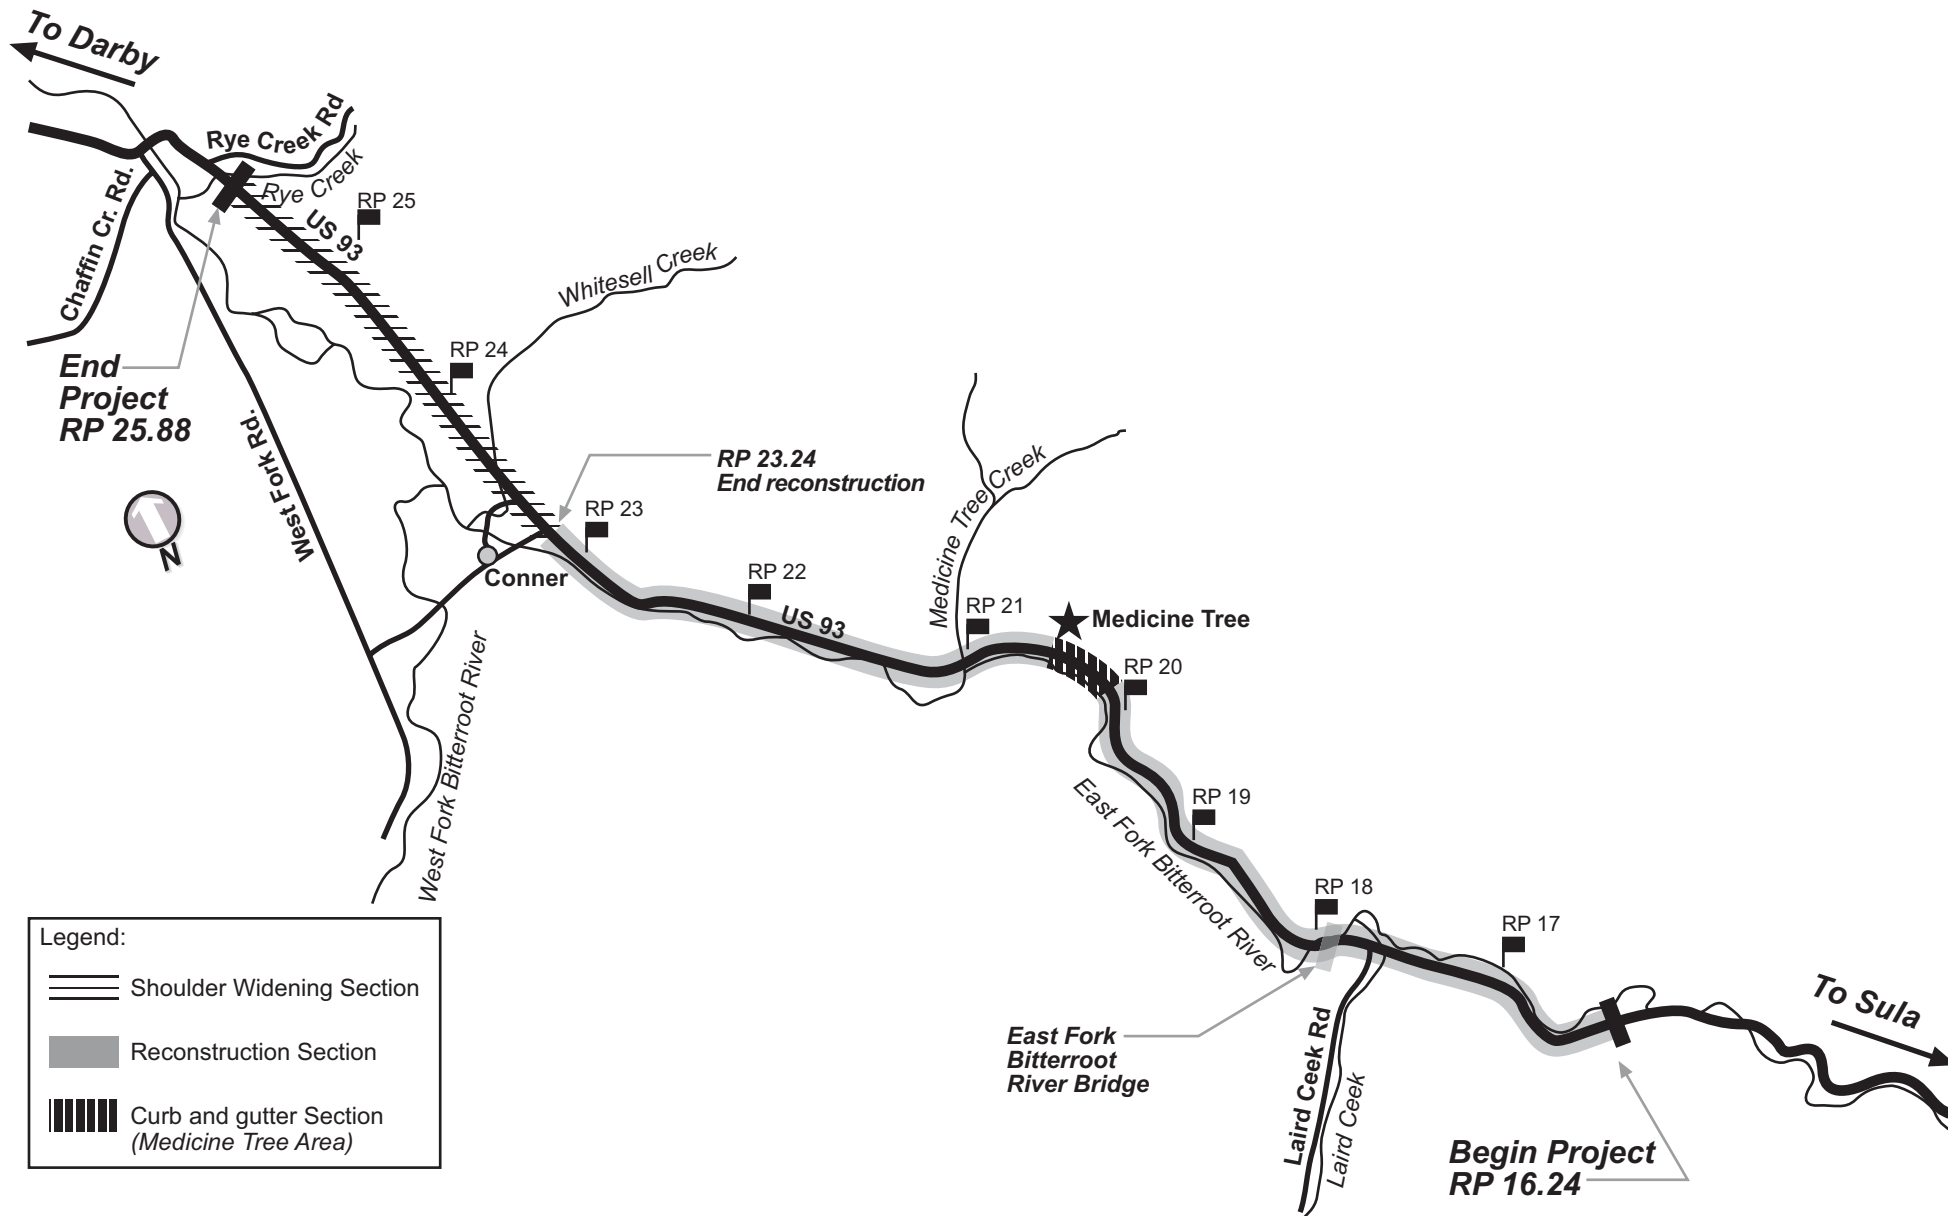 To Darby
Rye Creek Rd
Rye Creek
RP 25
US 93
Chaffin Cr. Rd.
Whitesell Creek
RP 24
End
Project
RP 25.88
West Fork Rd.
RP 23.24
End reconstruction
RP 23
N
Conner
RP 22
US 93
Medicine Tree Creek
RP 21
Medicine Tree
RP 20
West Fork Bitterroot River
East Fork Bitterroot River
RP 19
RP 18
RP 17
To Sula
East Fork
Bitterroot
River Bridge
Laird Ceek Rd
Laird Ceek
Begin Project
RP 16.24
Legend:
Shoulder Widening Section
Reconstruction Section
Curb and gutter Section
(Medicine Tree Area)